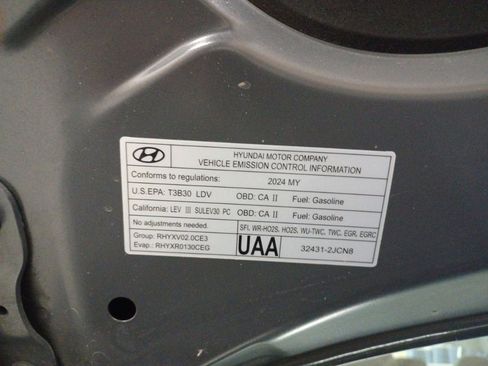 HYUNDAI MOTOR COMPANY
VEHICLE EMISSION CONTROL INFORMATION
Conforms to regulations: 2024 MY
U.S.EPA: T3B30 LDV OBD: CA II Fuel: Gasoline
California: LEV III SULEV30 PC OBD: CA II Fuel: Gasoline
No adjustments needed. SFI, WR-HO2S, HO2S, WU-TWC, TWC, EGR, EGRC
Group: RHYXV02.0CE3
Evap.: RHYXR0130CEG
UAA 32431-2JCN8